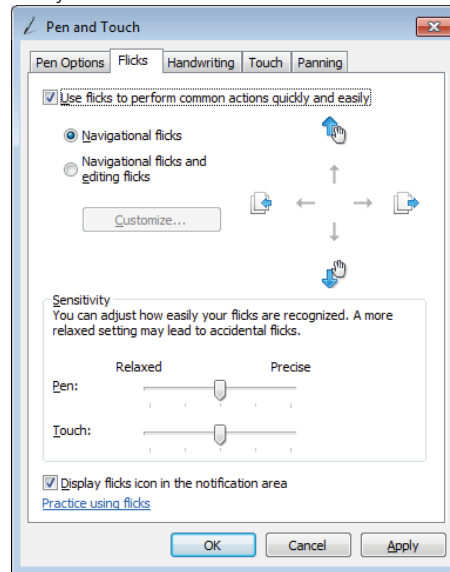 Pen and Touch
Pen Options Flicks Handwriting Touch Panning
Use flicks to perform common actions quickly and easily
Navigational flicks
Navigational flicks and
editing flicks
Customize...
Sensitivity
You can adjust how easily your flicks are recognized. A more
relaxed setting may lead to accidental flicks.
Relaxed Precise
Pen:
Touch:
Display flicks icon in the notification area
Practice using flicks
OK Cancel Apply